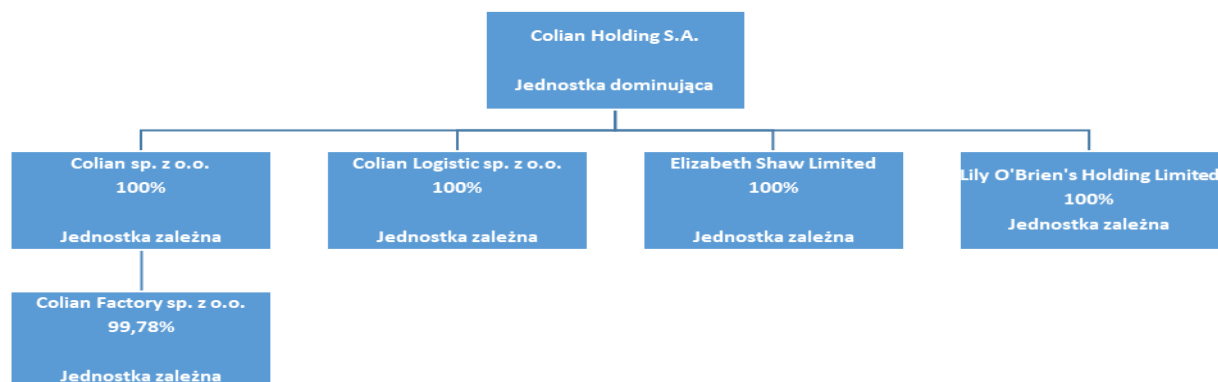 Colian Holding S.A.
Jednostka dominująca
Colian sp. z o.o.
100%
Jednostka zależna
Colian Logistic sp. z o.o.
100%
Jednostka zależna
Elizabeth Shaw Limited
100%
Jednostka zależna
Lily O'Brien's Holding Limited
100%
Jednostka zależna
Colian Factory sp. z o.o.
99,78%
Jednostka zależna